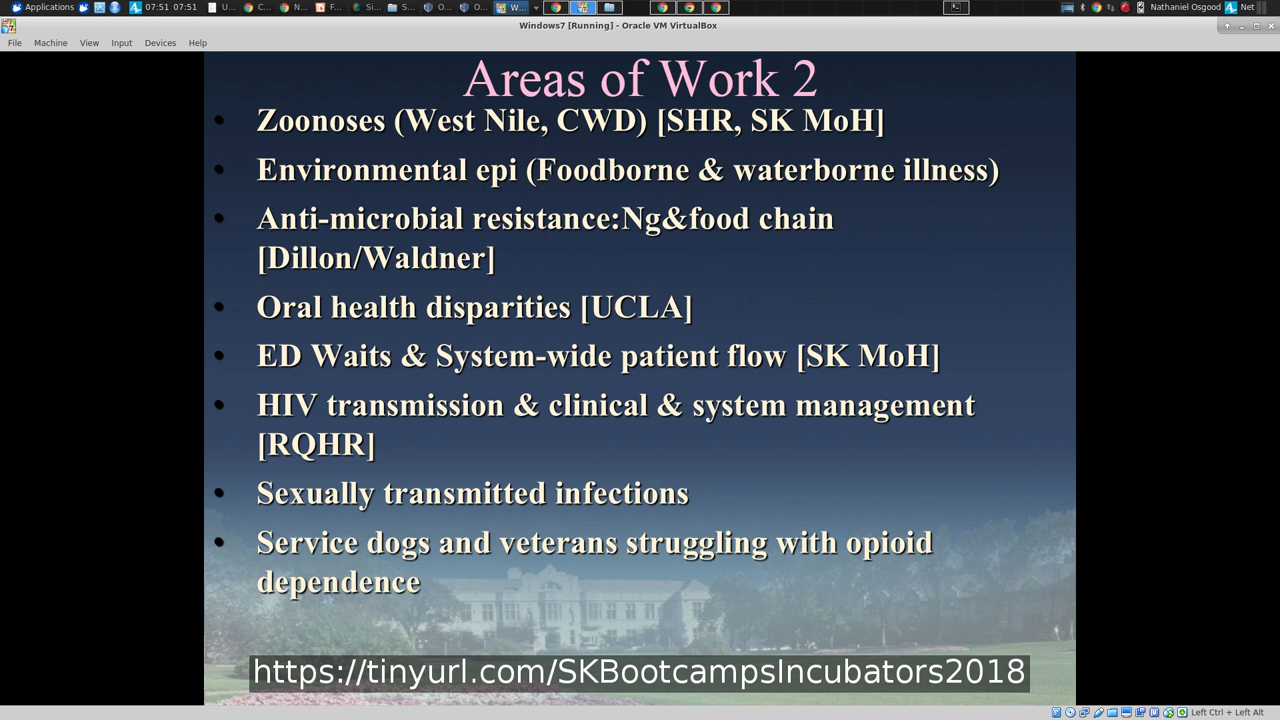 Applications
07:51 07:51
U...
C...
N...
F...
Si...
S...
O...
O...
W...
Nathaniel Osgood
Net
Windows7 [Running] - Oracle VM VirtualBox
File Machine View Input Devices Help
Areas of Work 2
• Zoonoses (West Nile, CWD) [SHR, SK MoH]
• Environmental epi (Foodborne & waterborne illness)
• Anti-microbial resistance:Ng&food chain
[Dillon/Waldner]
• Oral health disparities [UCLA]
• ED Waits & System-wide patient flow [SK MoH]
• HIV transmission & clinical & system management
[RQHR]
• Sexually transmitted infections
• Service dogs and veterans struggling with opioid
dependence
https://tinyurl.com/SKBootcampsIncubators2018
Left Ctrl + Left Alt